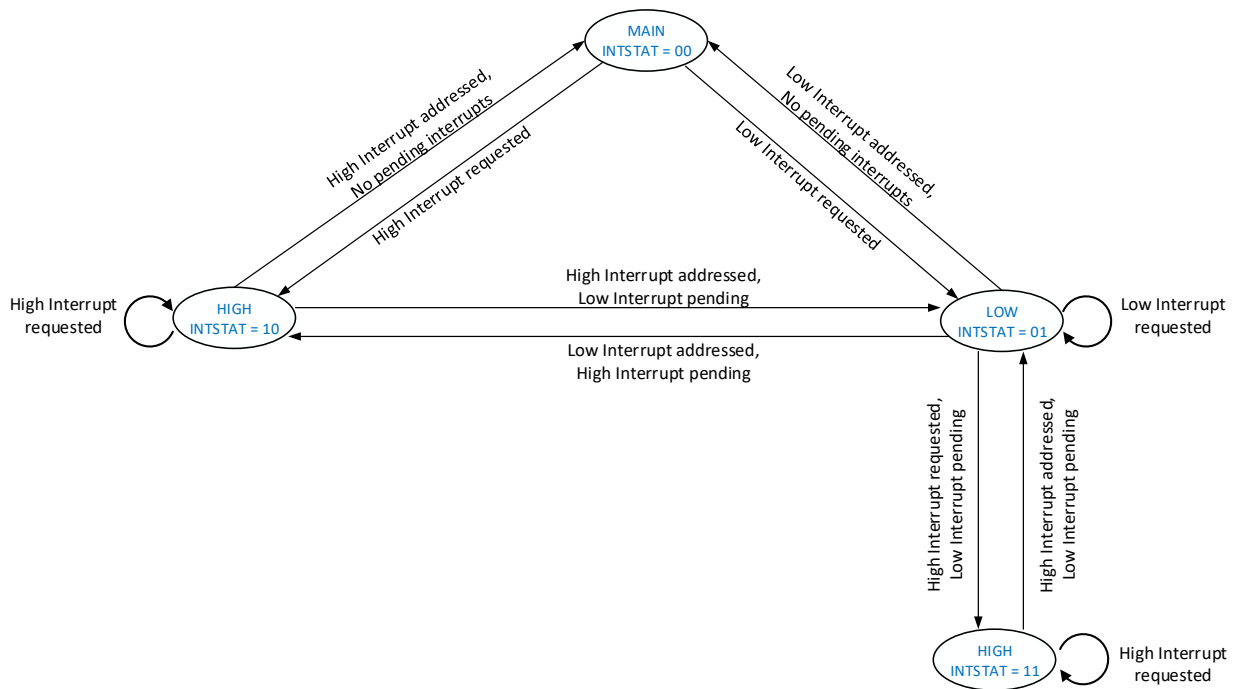 MAIN
INTSTAT = 00
High Interrupt addressed,
No pending interrupts
High Interrupt requested
Low Interrupt requested
Low Interrupt addressed,
No pending interrupts
High Interrupt
requested
HIGH
INTSTAT = 10
High Interrupt addressed,
Low Interrupt pending
Low Interrupt addressed,
High Interrupt pending
LOW
INTSTAT = 01
Low Interrupt
requested
High Interrupt requested,
Low Interrupt pending
High Interrupt addressed,
Low Interrupt pending
HIGH
INTSTAT = 11
High Interrupt
requested